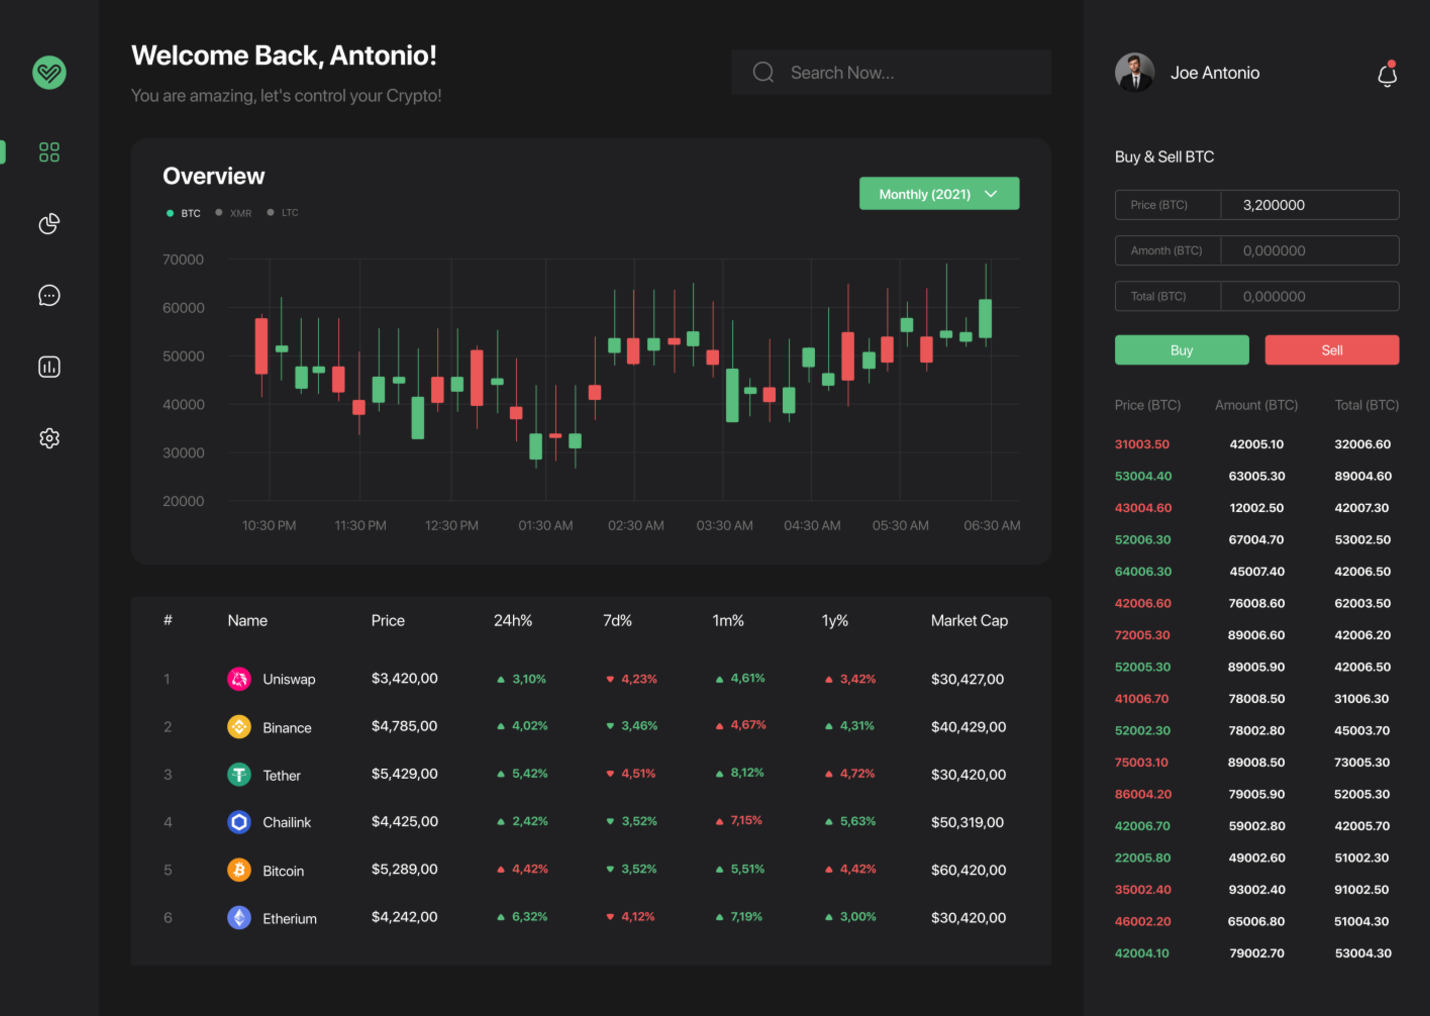 Welcome Back, Antonio!
You are amazing, let's control your Crypto!
Search Now...
Joe Antonio
Overview
BTC XMR LTC
Monthly (2021)
70000
60000
50000
40000
30000
20000
10:30 PM 11:30 PM 12:30 PM 01:30 AM 02:30 AM 03:30 AM 04:30 AM 05:30 AM 06:30 AM
# Name Price 24h% 7d% 1m% 1y% Market Cap
1 Uniswap $3,420,00 3,10% 4,23% 4,61% 3,42% $30,427,00
2 Binance $4,785,00 4,02% 3,46% 4,67% 4,31% $40,429,00
3 Tether $5,429,00 5,42% 4,51% 8,12% 4,72% $30,420,00
4 Chailink $4,425,00 2,42% 3,52% 7,15% 5,63% $50,319,00
5 Bitcoin $5,289,00 4,42% 3,52% 5,51% 4,42% $60,420,00
6 Etherium $4,242,00 6,32% 4,12% 7,19% 3,00% $30,420,00
Buy & Sell BTC
Price (BTC) 3,200000
Amonth (BTC) 0,000000
Total (BTC) 0,000000
Buy Sell
Price (BTC) Amount (BTC) Total (BTC)
31003.50 42005.10 32006.60
53004.40 63005.30 89004.60
43004.60 12002.50 42007.30
52006.30 67004.70 53002.50
64006.30 45007.40 42006.50
42006.60 76008.60 62003.50
72005.30 89006.60 42006.20
52005.30 89005.90 42006.50
41006.70 78008.50 31006.30
52002.30 78002.80 45003.70
75003.10 89008.50 73005.30
86004.20 79005.90 52005.30
42006.70 59002.80 42005.70
22005.80 49002.60 51002.30
35002.40 93002.40 91002.50
46002.20 65006.80 51004.30
42004.10 79002.70 53004.30